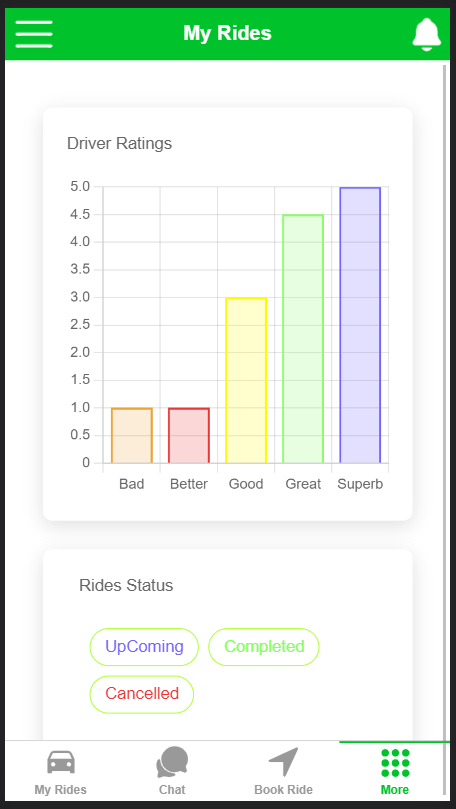 My Rides
Driver Ratings
5.0
4.5
4.0
3.5
3.0
2.5
2.0
1.5
1.0
0.5
0
Bad Better Good Great Superb
Rides Status
UpComing Completed
Cancelled
My Rides Chat Book Ride More